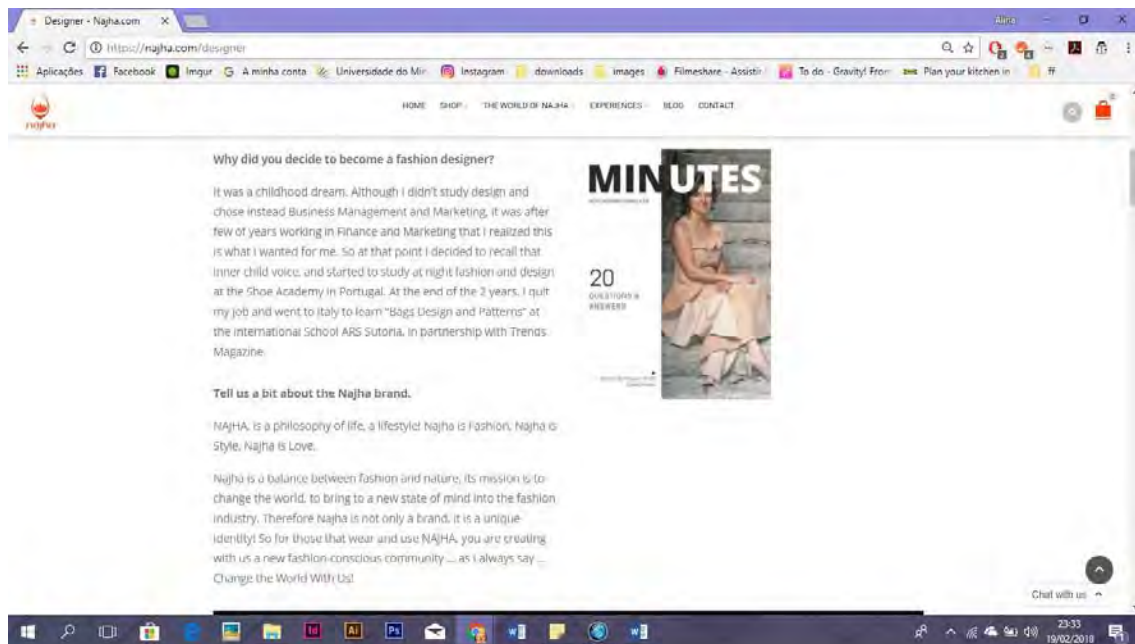 Designer - Najha.com
Alina
https://najha.com/designer
Aplicações Facebook Imgur A minha conta Universidade do Min Instagram downloads images Filmeshare - Assistir To do - Gravity! From Plan your kitchen in ff
najha
HOME SHOP THE WORLD OF NAJHA EXPERIENCES BLOG CONTACT
Why did you decide to become a fashion designer?
It was a childhood dream. Although I didn't study design and
chose instead Business Management and Marketing, it was after
few of years working in Finance and Marketing that I realized this
is what I wanted for me. So at that point I decided to recall that
inner child voice, and started to study at night fashion and design
at the Shoe Academy in Portugal. At the end of the 2 years, I quit
my job and went to Italy to learn "Bags Design and Patterns" at
the international School ARS Sutoria, in partnership with Trends
Magazine.
MINUTES
20
QUESTIONS &
ANSWERS
Tell us a bit about the Najha brand.
NAJHA, is a philosophy of life, a lifestyle! Najha is Fashion, Najha is
Style, Najha is Love.
Najha is a balance between fashion and nature, its mission is to
change the world, to bring to a new state of mind into the fashion
industry. Therefore Najha is not only a brand, it is a unique
identity! So for those that wear and use NAJHA, you are creating
with us a new fashion-conscious community ... as I always say ...
Change the World With Us!
Chat with us
23:33
19/02/2018